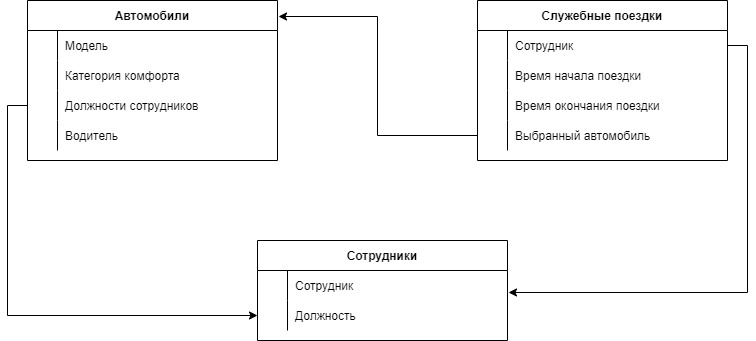 Автомобили
Модель
Категория комфорта
Должности сотрудников
Водитель
Служебные поездки
Сотрудник
Время начала поездки
Время окончания поездки
Выбранный автомобиль
Сотрудники
Сотрудник
Должность